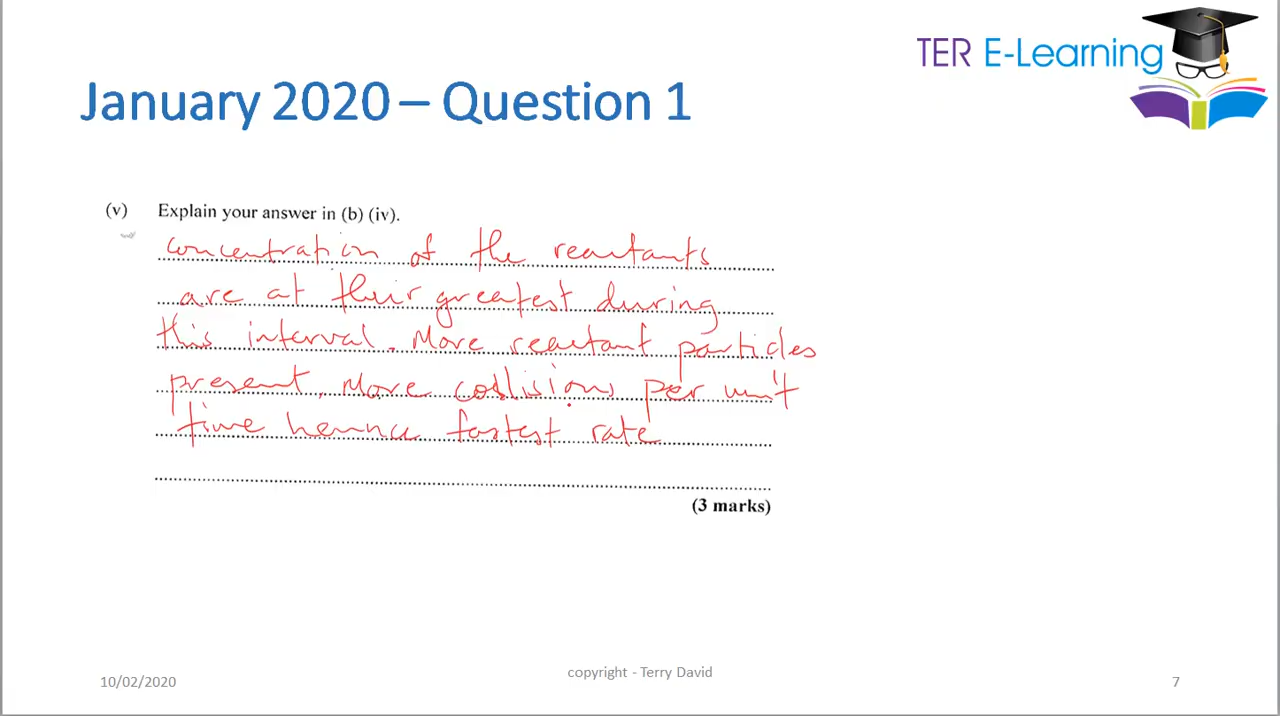 TER E-Learning
January 2020 – Question 1
(v) Explain your answer in (b) (iv).
concentration of the reactants
are at their greatest during
this interval. More reactant particles
present. More collisions per unit
time hennce fastest rate
(3 marks)
10/02/2020
copyright - Terry David
7